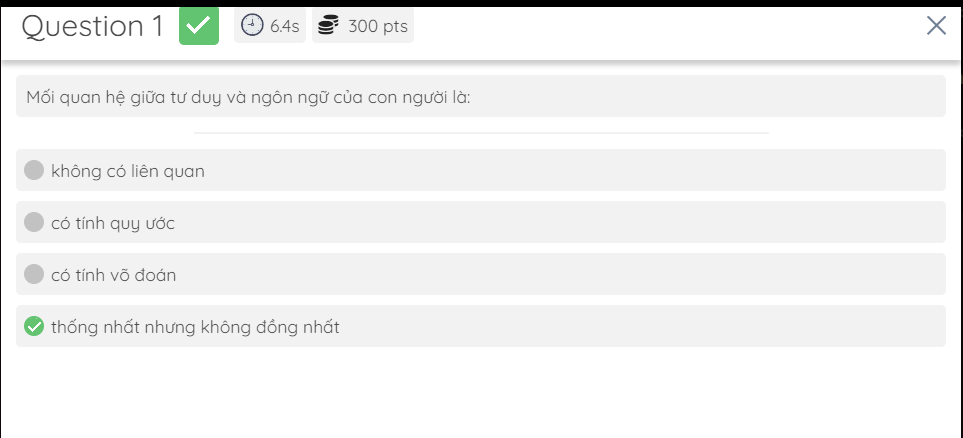 Question 1 6.4s 300 pts
Mối quan hệ giữa tư duy và ngôn ngữ của con người là:
không có liên quan
có tính quy ước
có tính võ đoán
thống nhất nhưng không đồng nhất